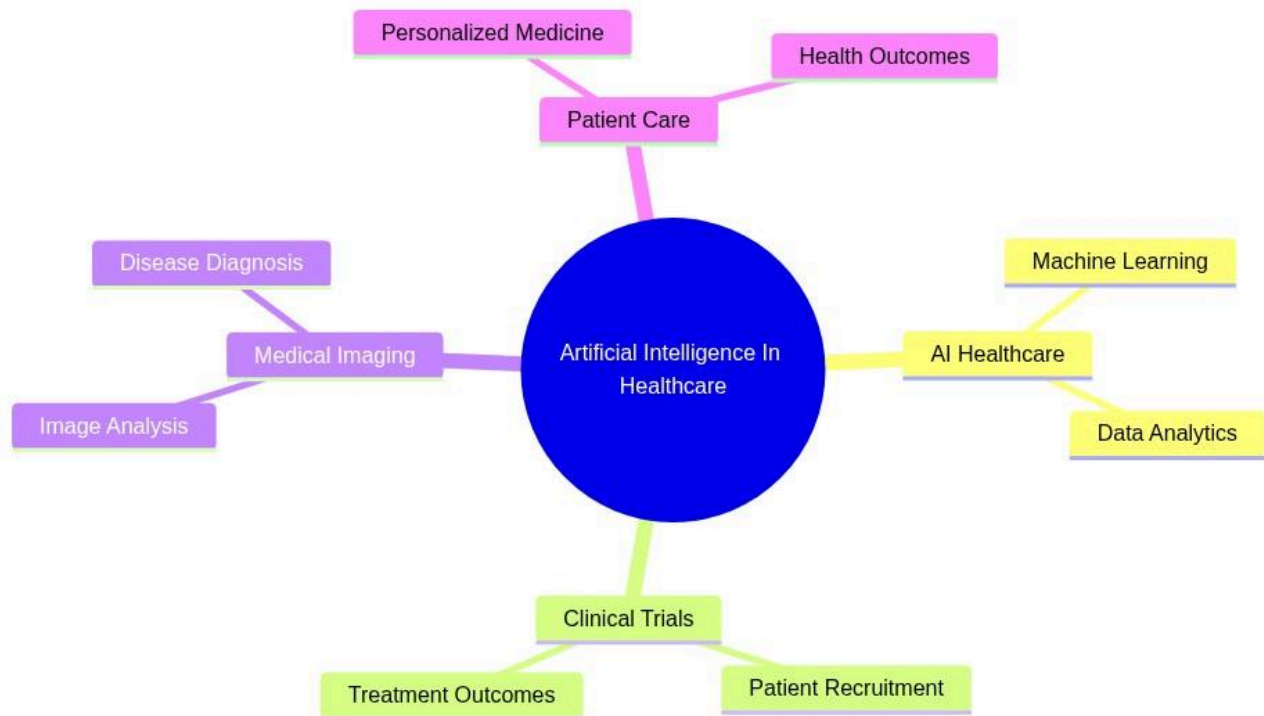 Personalized Medicine
Health Outcomes
Patient Care
Disease Diagnosis
Machine Learning
Medical Imaging
Artificial Intelligence In
Healthcare
AI Healthcare
Image Analysis
Data Analytics
Clinical Trials
Treatment Outcomes
Patient Recruitment